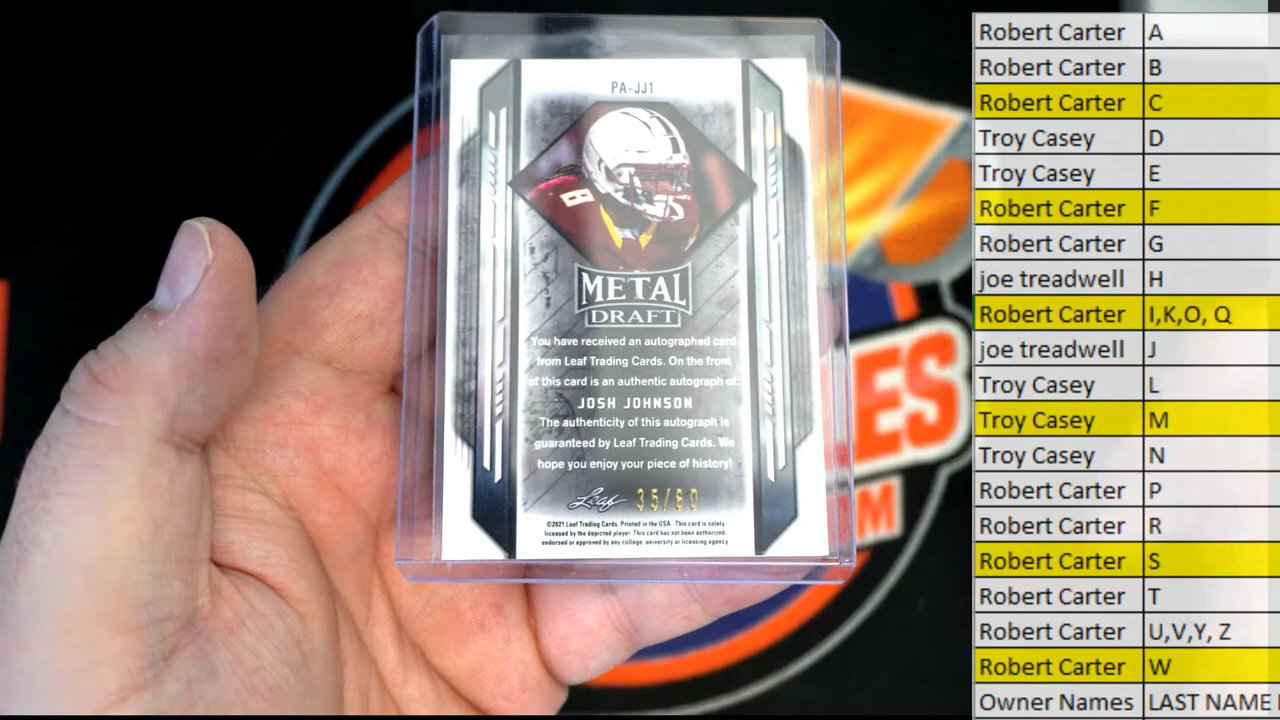 PA-JJ1
8
METAL
DRAFT
You have received an autographed card
from Leaf Trading Cards. On the front
of this card is an authentic autograph of:
JOSH JOHNSON
The authenticity of this autograph is
guaranteed by Leaf Trading Cards. We
hope you enjoy your piece of history!
Leaf 35/60
©2021 Leaf Trading Cards. Printed in the USA. This card is solely
licensed by the depicted player. This card has not been authorized
endorsed or approved by any college, university or licensing agency
ES
M
Robert Carter A
Robert Carter B
Robert Carter C
Troy Casey D
Troy Casey E
Robert Carter F
Robert Carter G
joe treadwell H
Robert Carter I,K,O, Q
joe treadwell J
Troy Casey L
Troy Casey M
Troy Casey N
Robert Carter P
Robert Carter R
Robert Carter S
Robert Carter T
Robert Carter U,V,Y, Z
Robert Carter W
Owner Names LAST NAME